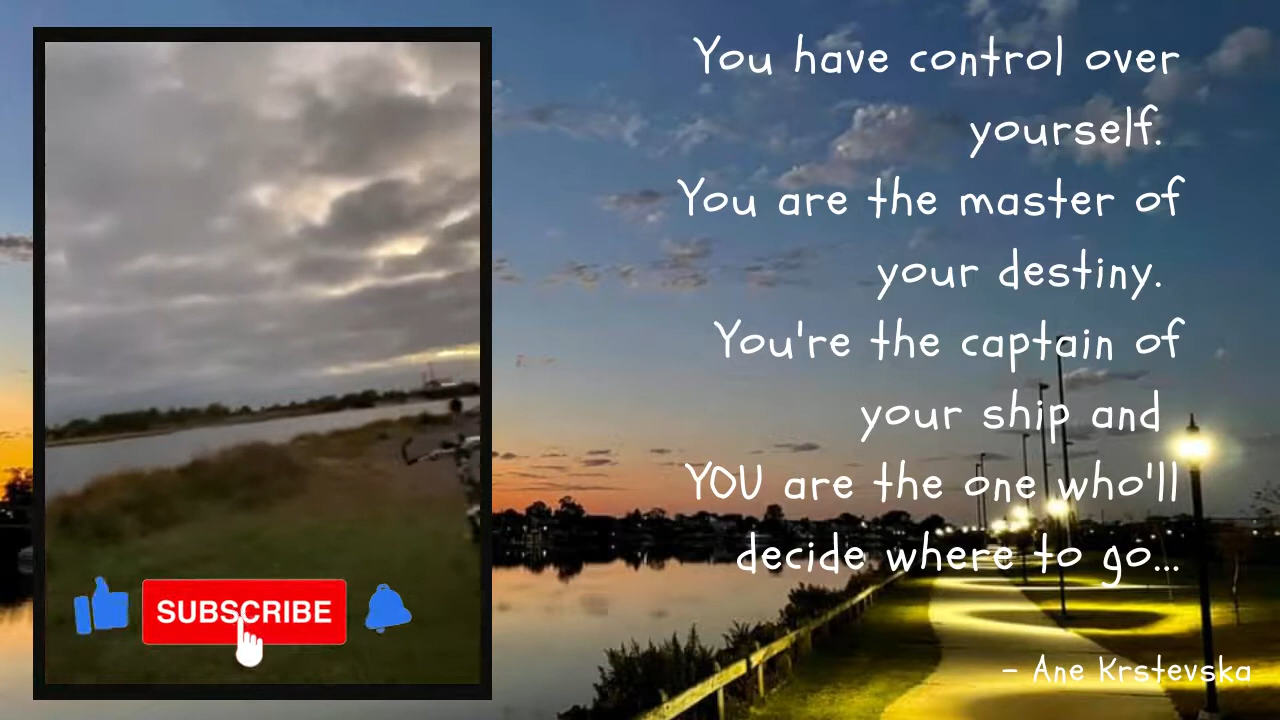 You have control over
yourself.
You are the master of
your destiny.
You're the captain of
your ship and
YOU are the one who'll
decide where to go...
- Ane Krstevska
SUBSCRIBE